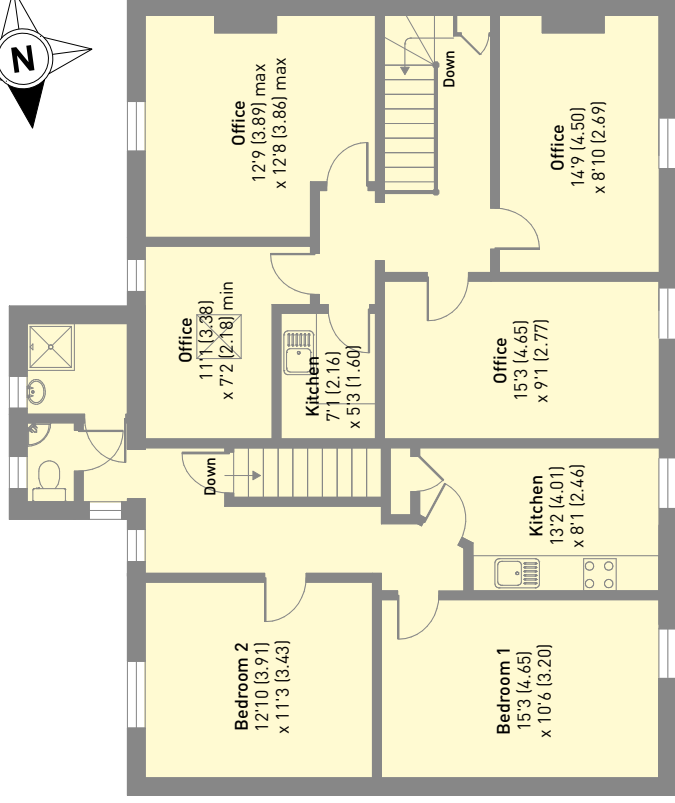 N
Office
12'9 (3.89) max
x 12'8 (3.86) max
Down
Office
14'9 (4.50)
x 8'10 (2.69)
Office
11'1 (3.38)
x 7'2 (2.18) min
Kitchen
7'1 (2.16)
x 5'3 (1.60)
Office
15'3 (4.65)
x 9'1 (2.77)
Down
Kitchen
13'2 (4.01)
x 8'1 (2.46)
Bedroom 2
12'10 (3.91)
x 11'3 (3.43)
Bedroom 1
15'3 (4.65)
x 10'6 (3.20)